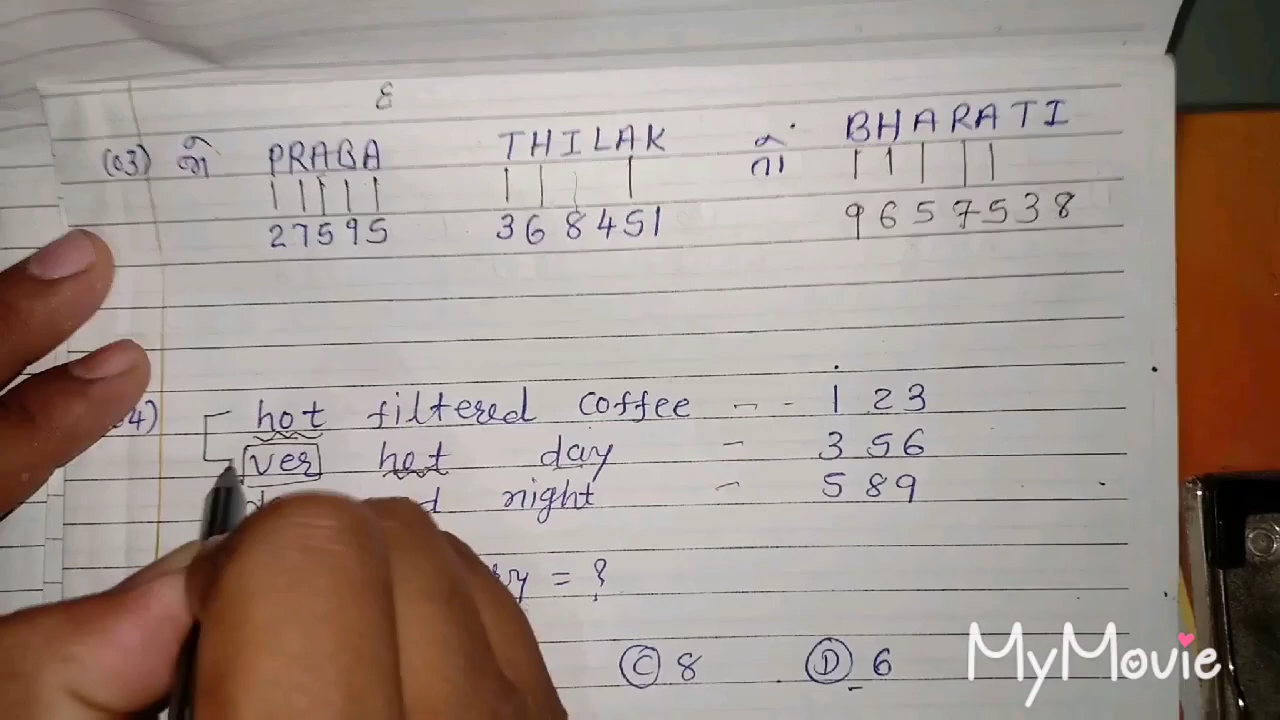 (03) PRABA THILAK BHARATI
27595 368451 9657538
hot filtered coffee - - 1 2 3
ver hot day - 3 5 6
night - 5 8 9
= ?
C 8 D 6
MyMovie